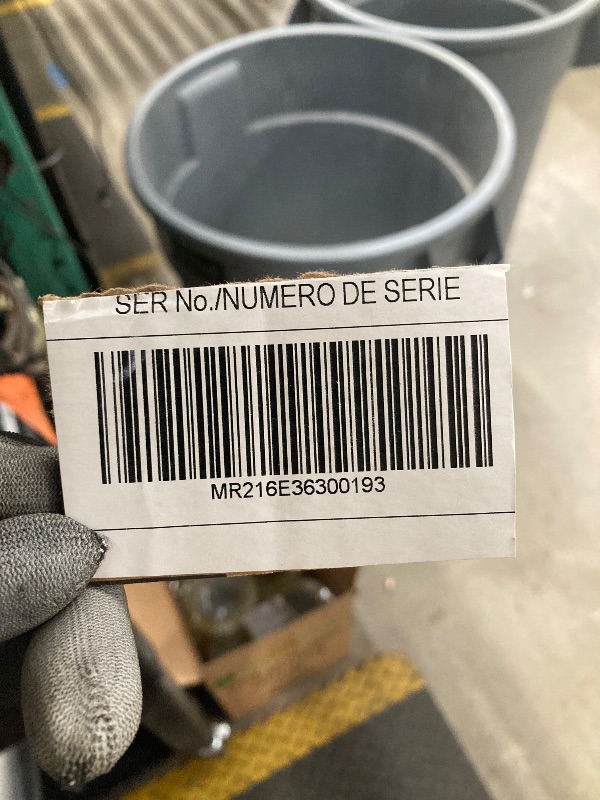 SER No./NUMERO DE SERIE
MR216E36300193